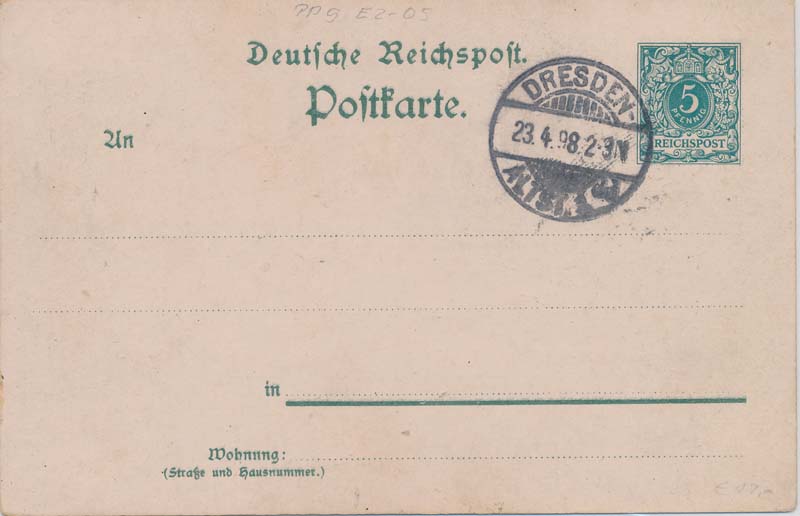 PP9 E2-05
Deutsche Reichspost.
Postkarte.
5
PFENNIG
REICHSPOST
DRESDEN-
23.4.98.2-3N
ALTST.
An
in
Wohnung:
(Straße und Hausnummer.)